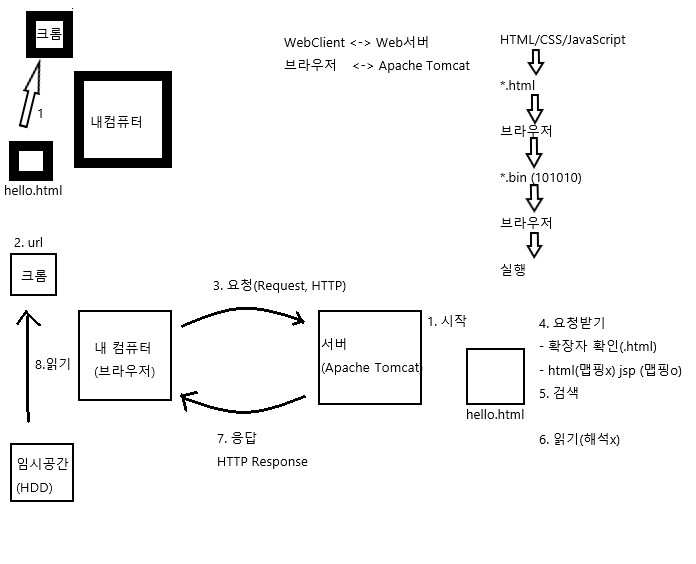 크롬
1
내컴퓨터
hello.html
WebClient <-> Web서버
브라우저 <-> Apache Tomcat
HTML/CSS/JavaScript
*.html
브라우저
*.bin (101010)
브라우저
실행
2. url
크롬
8.읽기
임시공간
(HDD)
내 컴퓨터
(브라우저)
3. 요청(Request, HTTP)
7. 응답
HTTP Response
서버
(Apache Tomcat)
1. 시작
hello.html
4. 요청받기
- 확장자 확인(.html)
- html(맵핑x) jsp (맵핑o)
5. 검색
6. 읽기(해석x)